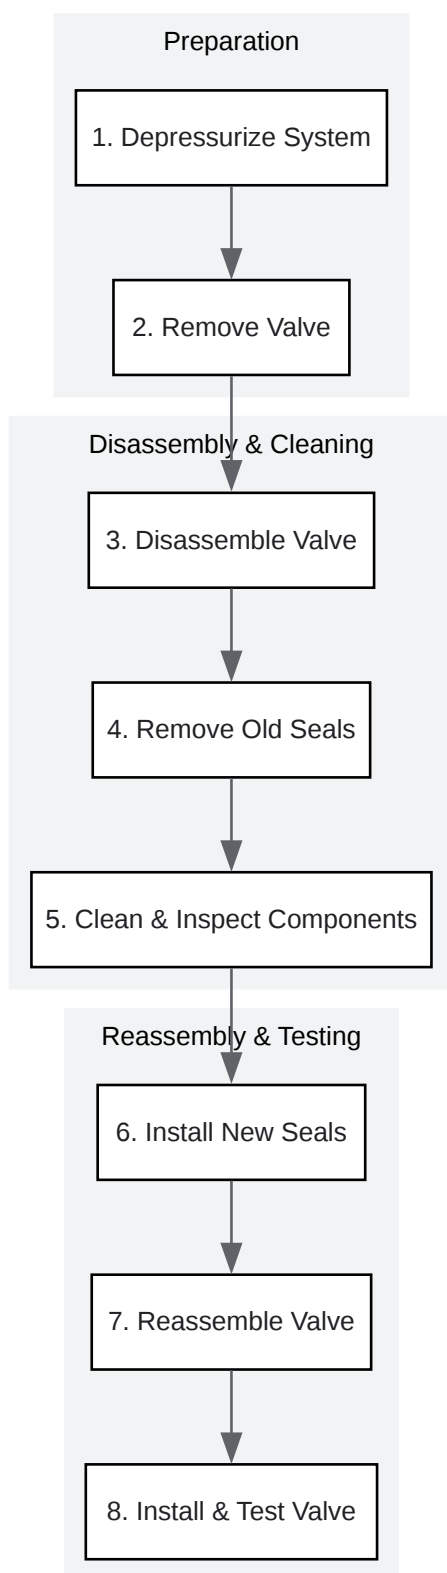 Preparation
1. Depressurize System
2. Remove Valve
Disassembly & Cleaning
3. Disassemble Valve
4. Remove Old Seals
5. Clean & Inspect Components
Reassembly & Testing
6. Install New Seals
7. Reassemble Valve
8. Install & Test Valve